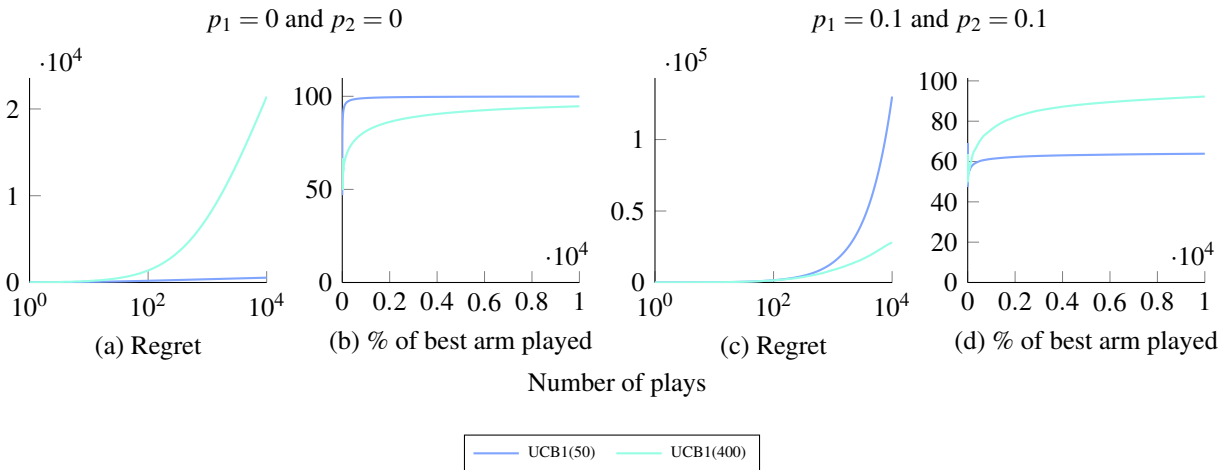 p₁ = 0 and p₂ = 0
p₁ = 0.1 and p₂ = 0.1
·10⁴
2
1
0
10⁰ 10² 10⁴
(a) Regret
100
50
0
·10⁴
0 0.2 0.4 0.6 0.8 1
(b) % of best arm played
·10⁵
1
0.5
0
10⁰ 10² 10⁴
(c) Regret
100
80
60
40
20
0
·10⁴
0 0.2 0.4 0.6 0.8 1
(d) % of best arm played
Number of plays
UCB1(50) UCB1(400)